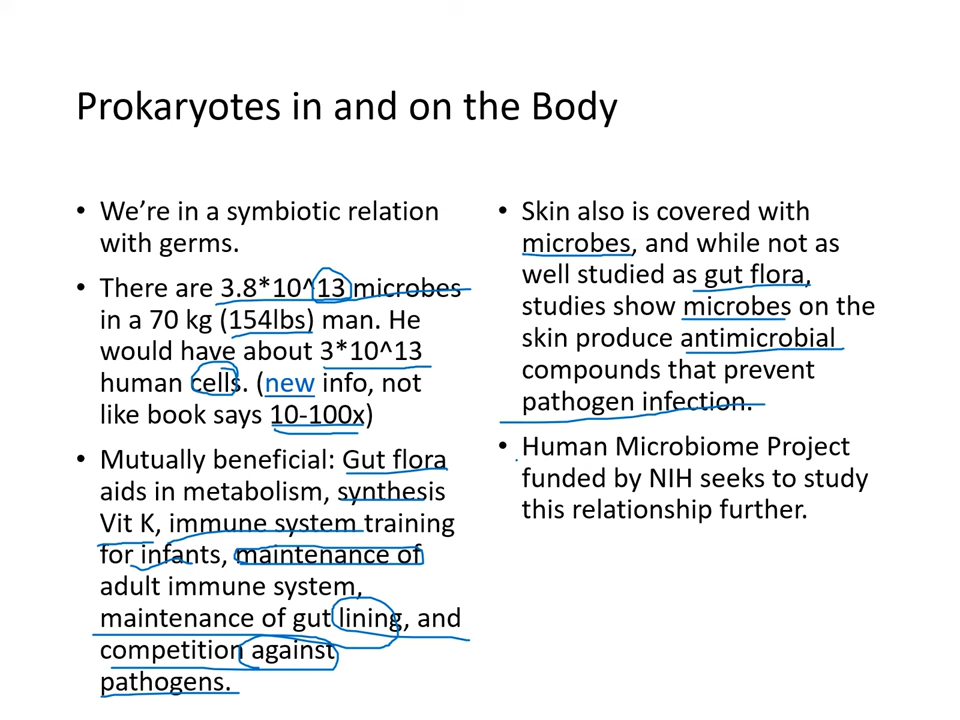 Prokaryotes in and on the Body
• We’re in a symbiotic relation
with germs.
• There are 3.8*10^13 microbes
in a 70 kg (154lbs) man. He
would have about 3*10^13
human cells. (new info, not
like book says 10-100x)
• Mutually beneficial: Gut flora
aids in metabolism, synthesis
Vit K, immune system training
for infants, maintenance of
adult immune system,
maintenance of gut lining, and
competition against
pathogens.
• Skin also is covered with
microbes, and while not as
well studied as gut flora,
studies show microbes on the
skin produce antimicrobial
compounds that prevent
pathogen infection.
• Human Microbiome Project
funded by NIH seeks to study
this relationship further.